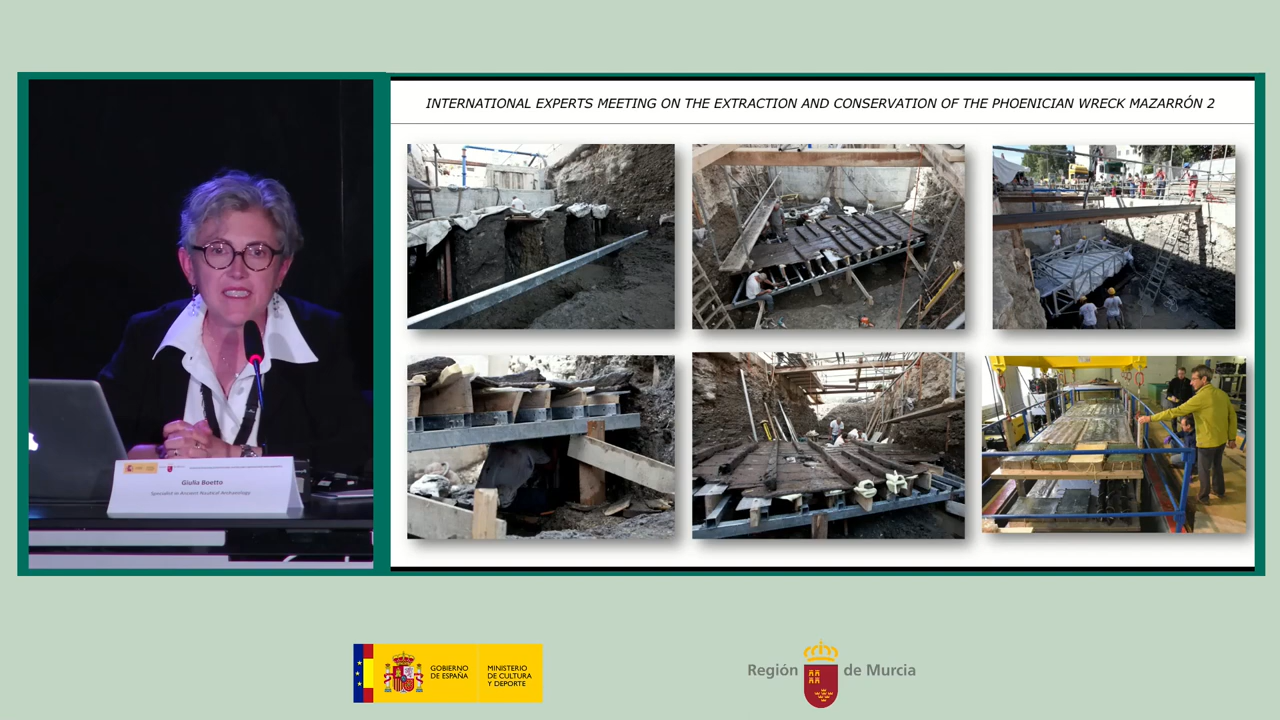 INTERNATIONAL EXPERTS MEETING ON THE EXTRACTION AND CONSERVATION OF THE PHOENICIAN WRECK MAZARRÓN 2
Giulia Boetto
Specialist in Ancient Nautical Archaeology
GOBIERNO
DE ESPAÑA
MINISTERIO
DE CULTURA
Y DEPORTE
Región de Murcia